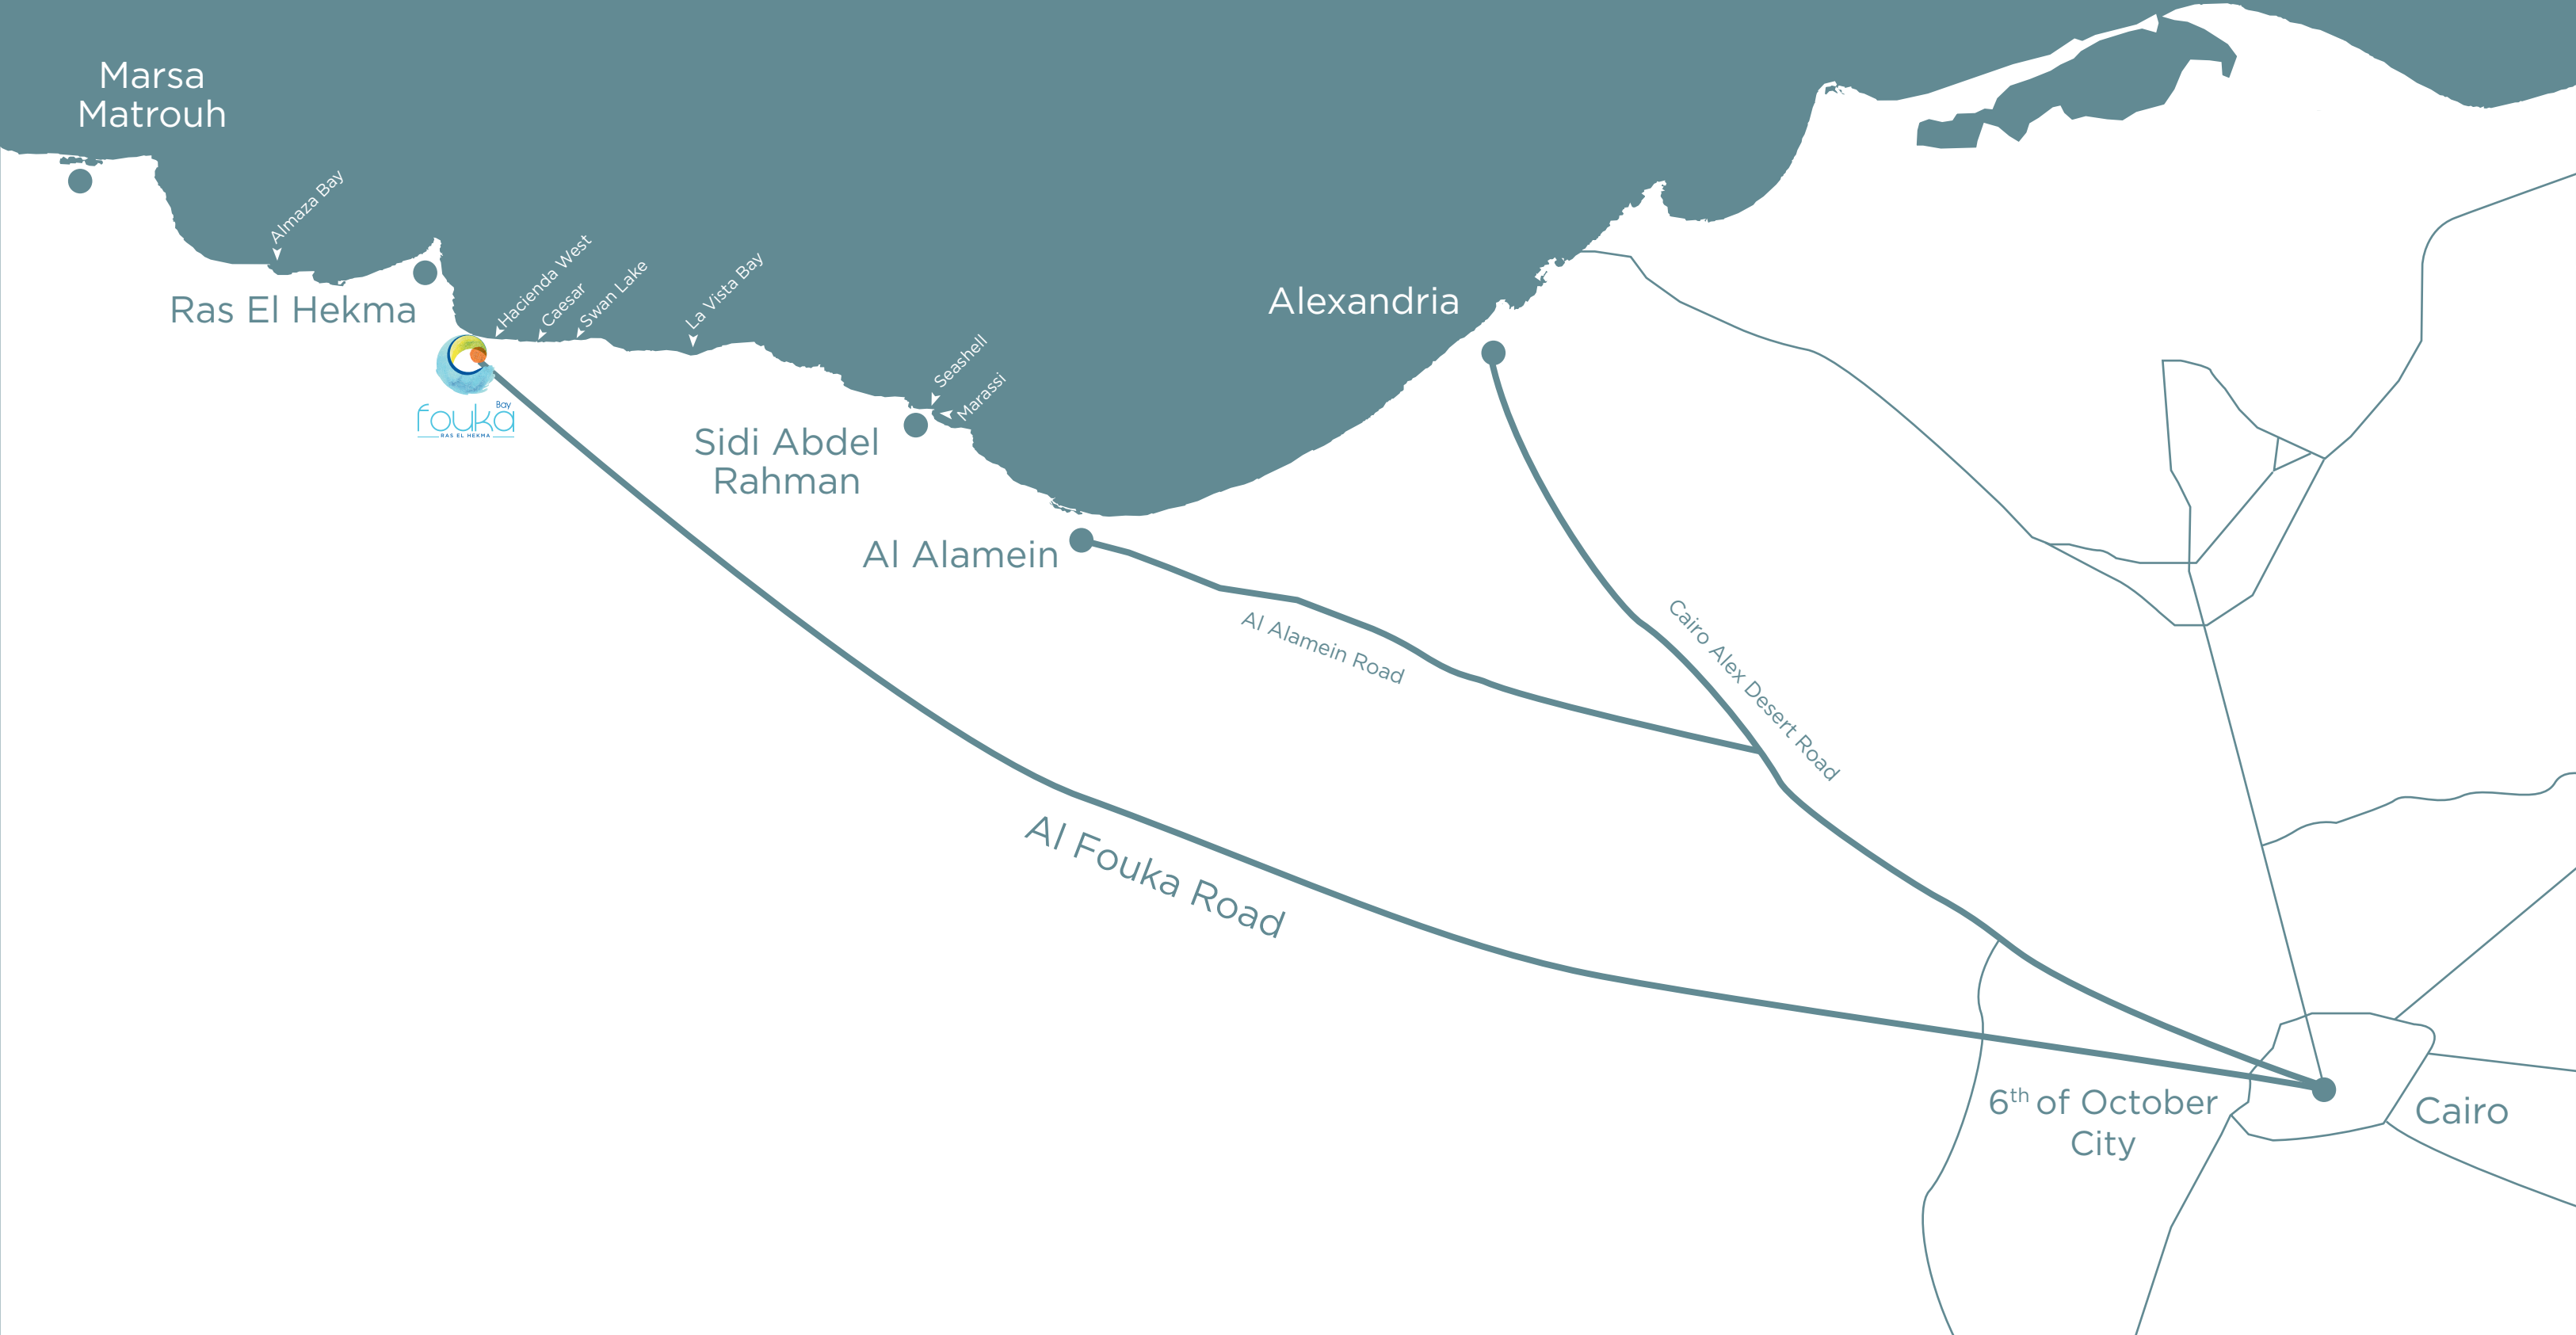 Marsa
Matrouh
Almaza Bay
Ras El Hekma
Hacienda West
Caesar
Swan Lake
La Vista Bay
Bay
fouka
RAS EL HEKMA
Seashell
Marassi
Sidi Abdel
Rahman
Alexandria
Al Alamein
Al Alamein Road
Cairo Alex Desert Road
Al Fouka Road
6th of October
City
Cairo